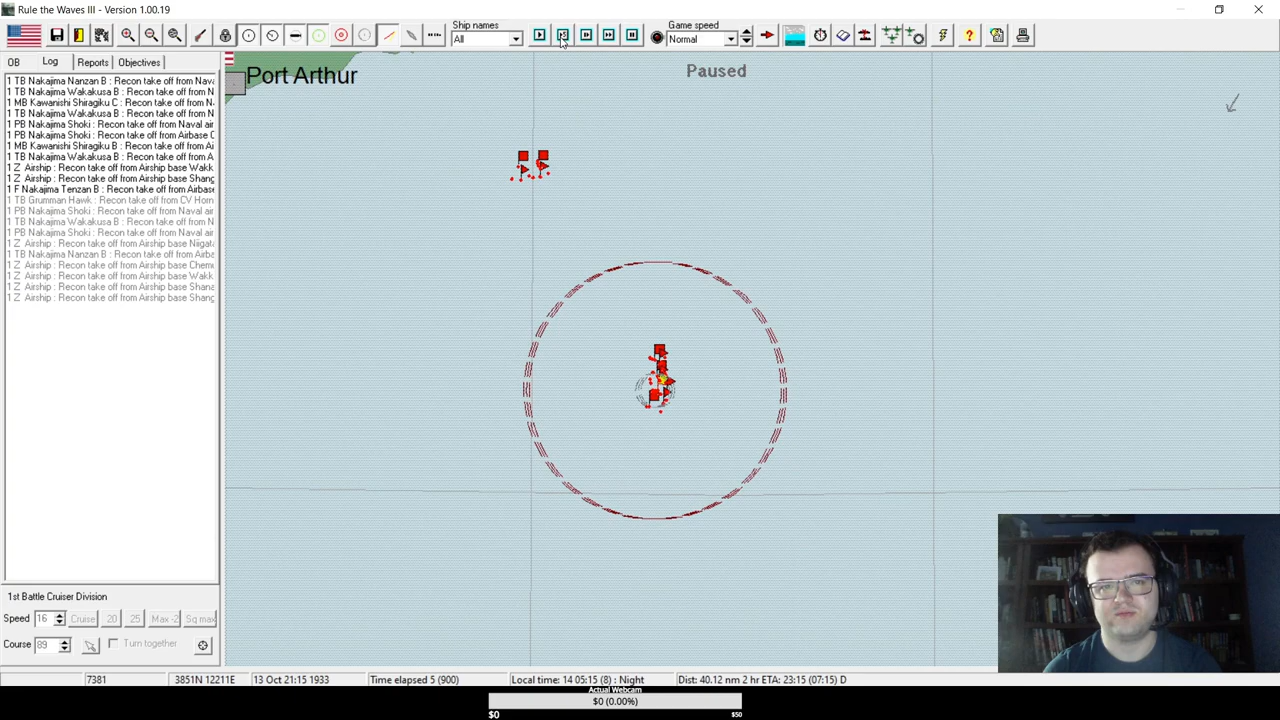 Rule the Waves III - Version 1.00.19
Ship names
All
Game speed
Normal
OB
Log
Reports
Objectives
1 TB Nakajima Nanzan B : Recon take off from Nava
1 TB Nakajima Wakakusa B : Recon take off from N
1 MB Kawanishi Shiragiku C : Recon take off from N
1 TB Nakajima Wakakusa B : Recon take off from N
1 PB Nakajima Shoki : Recon take off from Naval air
1 PB Nakajima Shoki : Recon take off from Airbase C
1 MB Kawanishi Shiragiku B : Recon take off from Ai
1 TB Nakajima Wakakusa B : Recon take off from A
1 Z Airship : Recon take off from Airship base Wakk
1 Z Airship : Recon take off from Airship base Shang
1 F Nakajima Tenzan B : Recon take off from Airbase
1 TB Grumman Hawk : Recon take off from CV Horn
1 PB Nakajima Shoki : Recon take off from Naval air
1 TB Nakajima Wakakusa B : Recon take off from N
1 PB Nakajima Shoki : Recon take off from Naval air
1 Z Airship : Recon take off from Airship base Niigata
1 TB Nakajima Nanzan B : Recon take off from Airba
1 Z Airship : Recon take off from Airship base Chem
1 Z Airship : Recon take off from Airship base Wakk
1 Z Airship : Recon take off from Airship base Shana
1 Z Airship : Recon take off from Airship base Shang
Port Arthur
Paused
1st Battle Cruiser Division
Speed 16 Cruise 20 25 Max -2 Sq max
Course 89 Turn together
7381
3851N 12211E
13 Oct 21:15 1933
Time elapsed 5 (900)
Local time: 14 05:15 (8) : Night
Dist: 40.12 nm 2 hr ETA: 23:15 (07:15) D
Actual Webcam
$0 (0.00%)
$0
$50